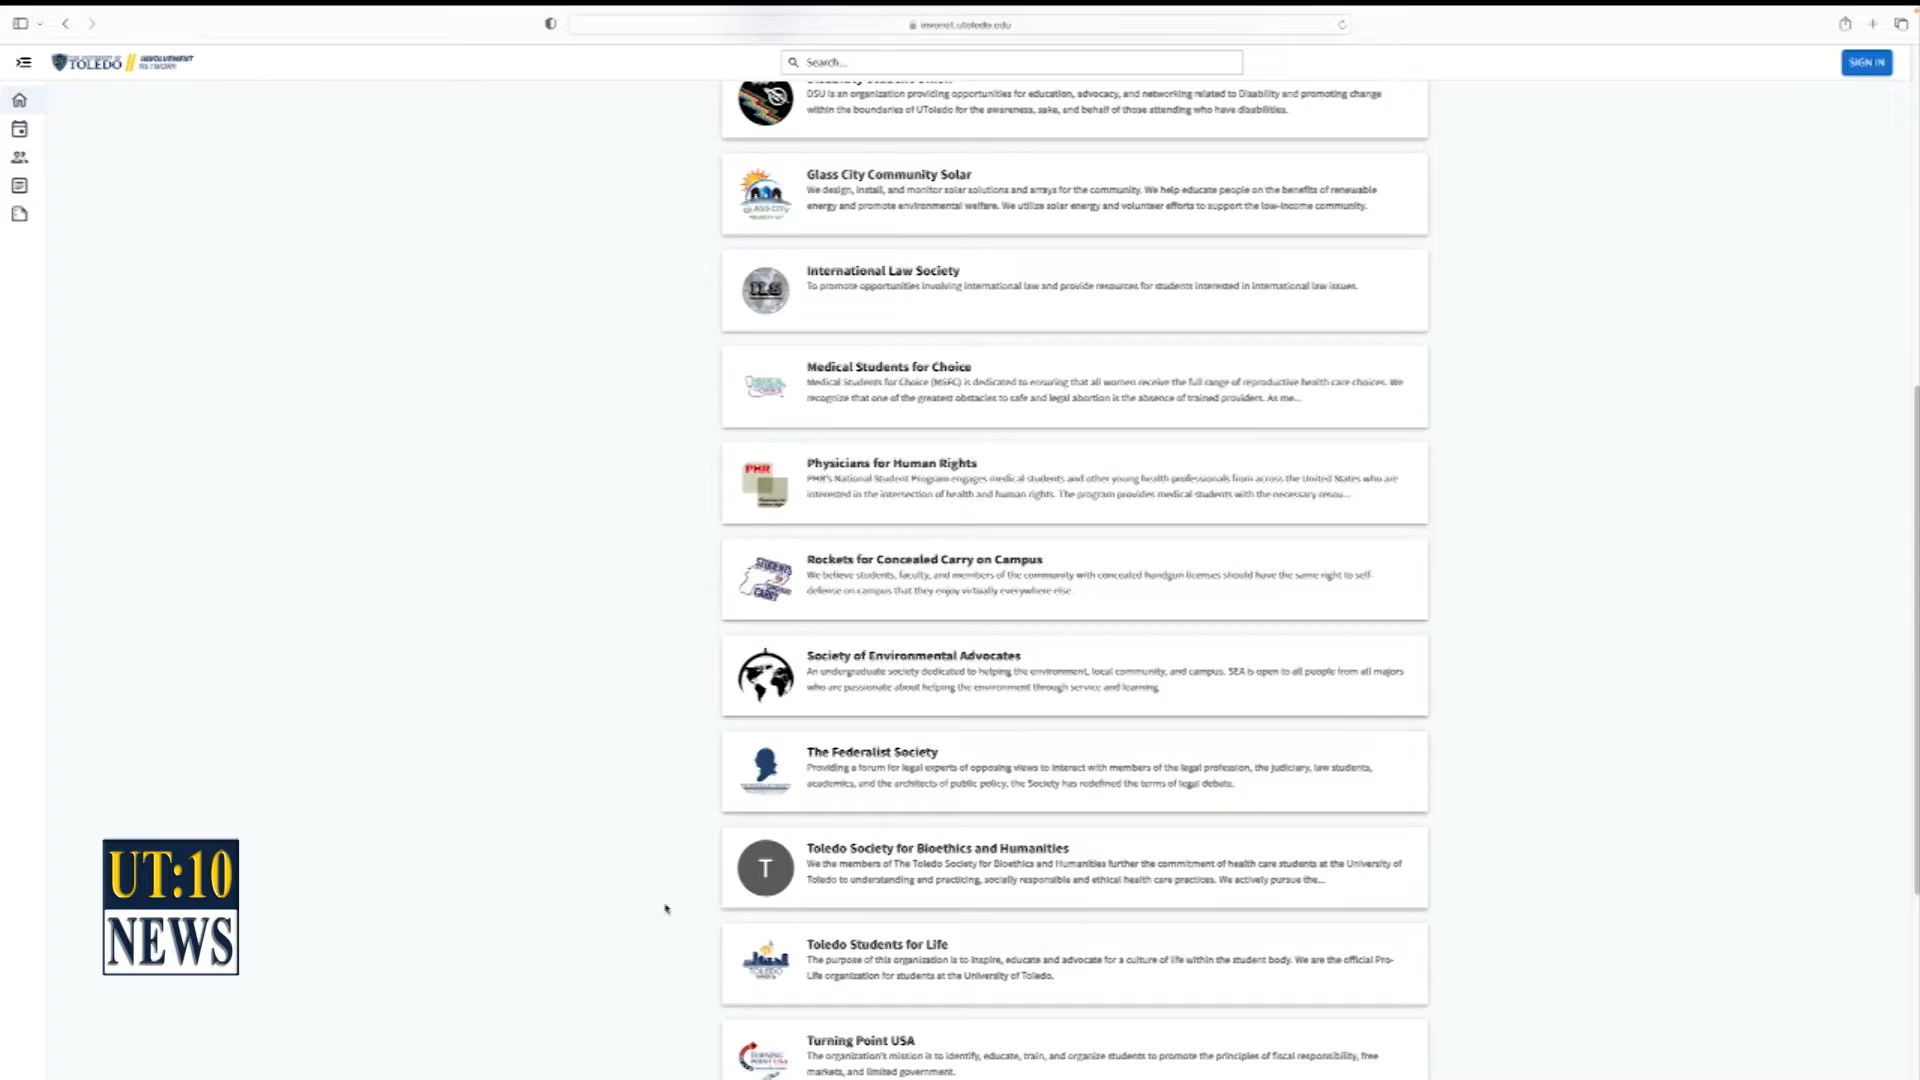 invonet.utoledo.edu
TOLEDO // INVOLVEMENT NETWORK
Search...
SIGN IN
Disability Student Union
DSU is an organization providing opportunities for education, advocacy, and networking related to Disability and promoting change
within the boundaries of UToledo for the awareness, sake, and behalf of those attending who have disabilities.
Glass City Community Solar
We design, install, and monitor solar solutions and arrays for the community. We help educate people on the benefits of renewable
energy and promote environmental welfare. We utilize solar energy and volunteer efforts to support the low-income community.
GLASS CITY
International Law Society
To promote opportunities involving international law and provide resources for students interested in international law issues.
ILS
Medical Students for Choice
Medical Students for Choice (MSFC) is dedicated to ensuring that all women receive the full range of reproductive health care choices. We
recognize that one of the greatest obstacles to safe and legal abortion is the absence of trained providers. As me...
Physicians for Human Rights
PHR's National Student Program engages medical students and other young health professionals from across the United States who are
interested in the intersection of health and human rights. The program provides medical students with the necessary resou...
PHR
Rockets for Concealed Carry on Campus
We believe students, faculty, and members of the community with concealed handgun licenses should have the same right to self-
defense on campus that they enjoy virtually everywhere else.
STUDENTS
CARRY
Society of Environmental Advocates
An undergraduate society dedicated to helping the environment, local community, and campus. SEA is open to all people from all majors
who are passionate about helping the environment through service and learning.
The Federalist Society
Providing a forum for legal experts of opposing views to interact with members of the legal profession, the judiciary, law students,
academics, and the architects of public policy, the Society has redefined the terms of legal debate.
T
Toledo Society for Bioethics and Humanities
We the members of The Toledo Society for Bioethics and Humanities further the commitment of health care students at the University of
Toledo to understanding and practicing, socially responsible and ethical health care practices. We actively pursue the...
Toledo Students for Life
The purpose of this organization is to inspire, educate and advocate for a culture of life within the student body. We are the official Pro-
Life organization for students at the University of Toledo.
TOLEDO
Turning Point USA
The organization's mission is to identify, educate, train, and organize students to promote the principles of fiscal responsibility, free
markets, and limited government.
TURNING
POINT USA
UT:10
NEWS